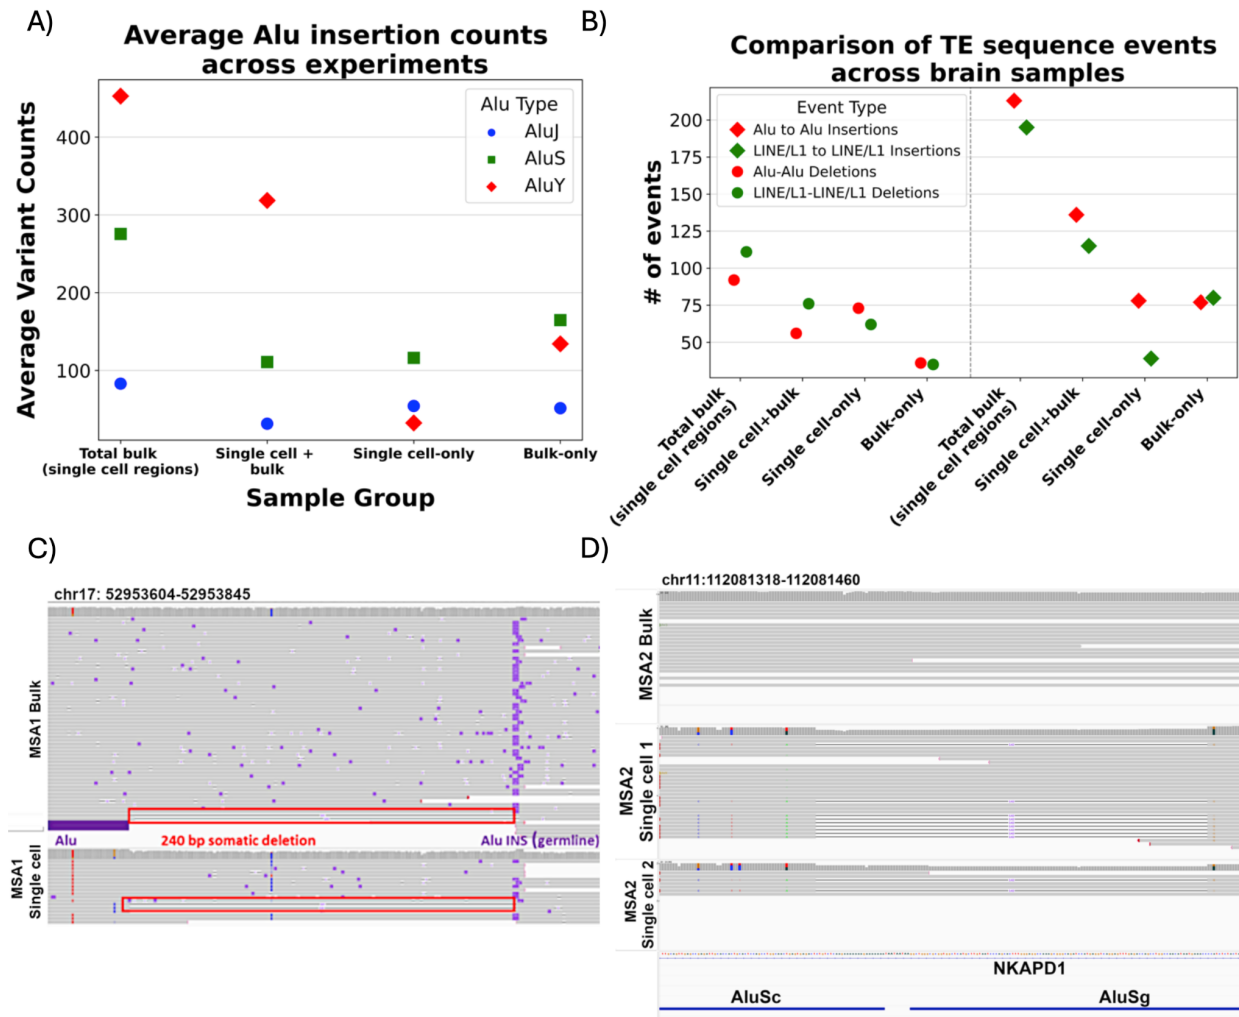 A)
Average Alu insertion counts
across experiments
Average Variant Counts
400
300
200
100
Alu Type
AluJ
AluS
AluY
Total bulk
(single cell regions)
Single cell +
bulk
Single cell-only
Bulk-only
Sample Group
B)
Comparison of TE sequence events
across brain samples
# of events
200
175
150
125
100
75
50
Event Type
Alu to Alu Insertions
LINE/L1 to LINE/L1 Insertions
Alu-Alu Deletions
LINE/L1-LINE/L1 Deletions
Total bulk
(single cell regions)
Single cell+bulk
Single cell-only
Bulk-only
Total bulk
(single cell regions)
Single cell+bulk
Single cell-only
Bulk-only
C)
chr17: 52953604-52953845
MSA1 Bulk
Alu
240 bp somatic deletion
Alu INS (germline)
MSA1
Single cell
D)
chr11:112081318-112081460
MSA2 Bulk
MSA2
Single cell 1
MSA2
Single cell 2
NKAPD1
AluSc
AluSg